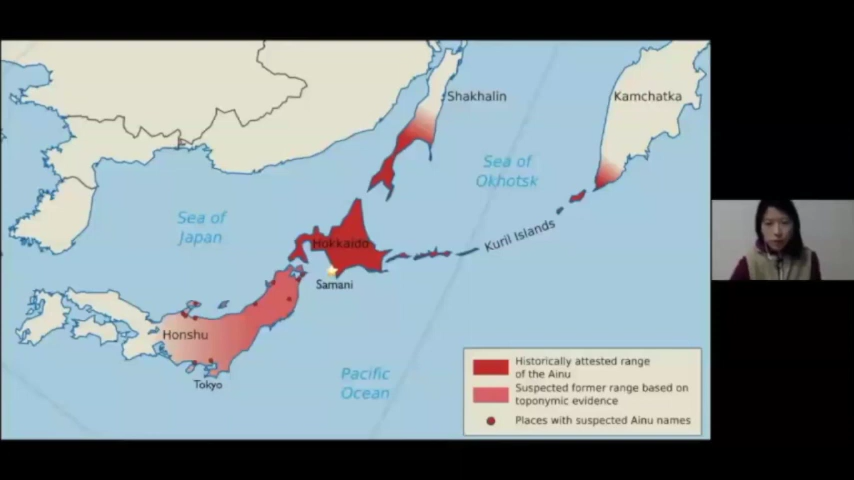 Shakhalin
Kamchatka
Sea of
Okhotsk
Sea of
Japan
Kuril Islands
Hokkaido
Samani
Honshu
Tokyo
Pacific
Ocean
Historically attested range
of the Ainu
Suspected former range based on
toponymic evidence
Places with suspected Ainu names